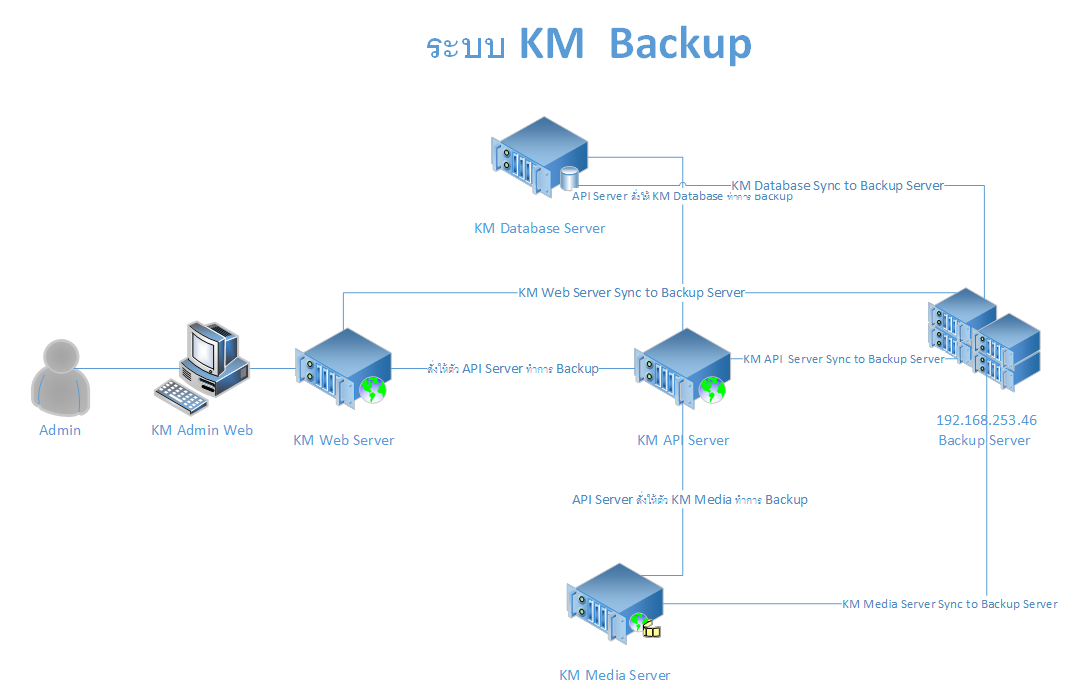 ระบบ KM Backup
KM Database Sync to Backup Server
API Server สั่งให้ KM Database ทำการ Backup
KM Database Server
KM Web Server Sync to Backup Server
KM API Server Sync to Backup Server
สั่งให้ตัว API Server ทำการ Backup
192.168.253.46
Backup Server
Admin
KM Admin Web
KM Web Server
KM API Server
API Server สั่งให้ตัว KM Media ทำการ Backup
KM Media Server Sync to Backup Server
KM Media Server